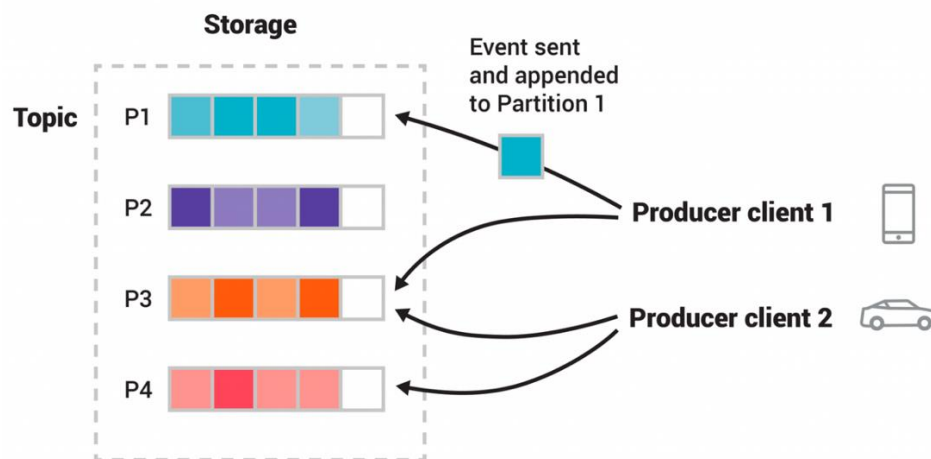 Storage
Event sent
and appended
to Partition 1
Topic
P1
P2
Producer client 1
P3
Producer client 2
P4